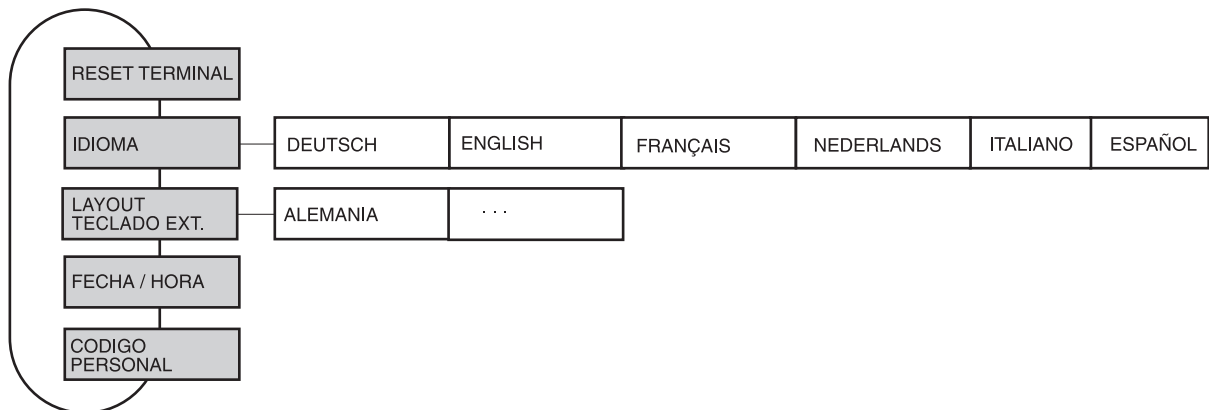 RESET TERMINAL
IDIOMA
DEUTSCH
ENGLISH
FRANÇAIS
NEDERLANDS
ITALIANO
ESPAÑOL
LAYOUT
TECLADO EXT.
ALEMANIA
. . .
FECHA / HORA
CODIGO
PERSONAL